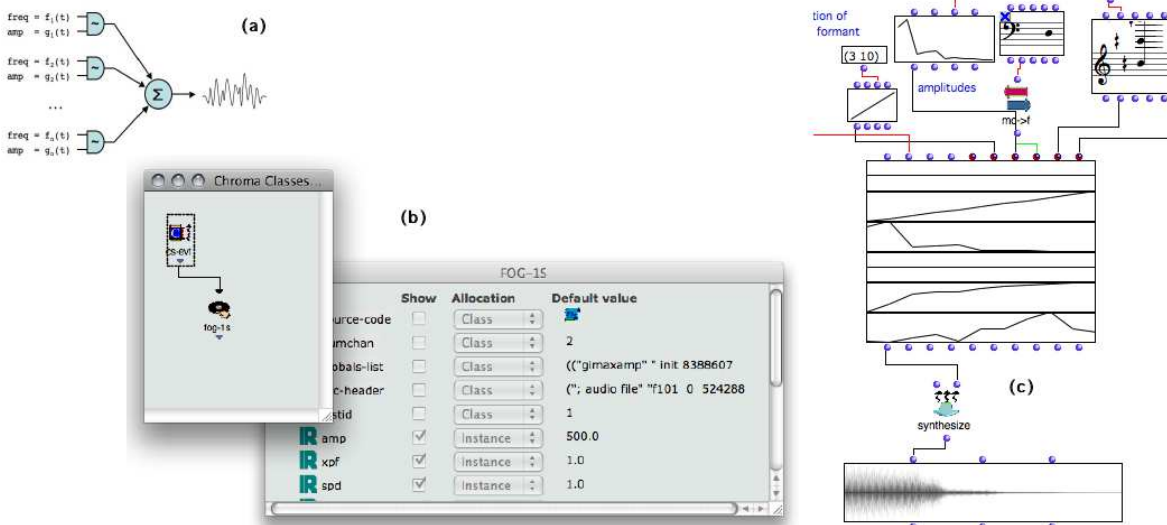 (a)
freq = f₁(t)
amp = g₁(t)
~
freq = f₂(t)
amp = g₂(t)
~
...
freq = fₙ(t)
amp = gₙ(t)
~
Σ
(b)
Chroma Classes...
cs-evt
fog-1s
FOG-1S
Show Allocation Default value
urce-code Class
umchan Class 2
obals-list Class (("gimaxamp" " init 8388607
c-header Class ("; audio file" "f101 0 524288
stid Class 1
amp Instance 500.0
xpf Instance 1.0
spd Instance 1.0
tion of
formant
(3 10)
amplitudes
mc->f
(c)
synthesize